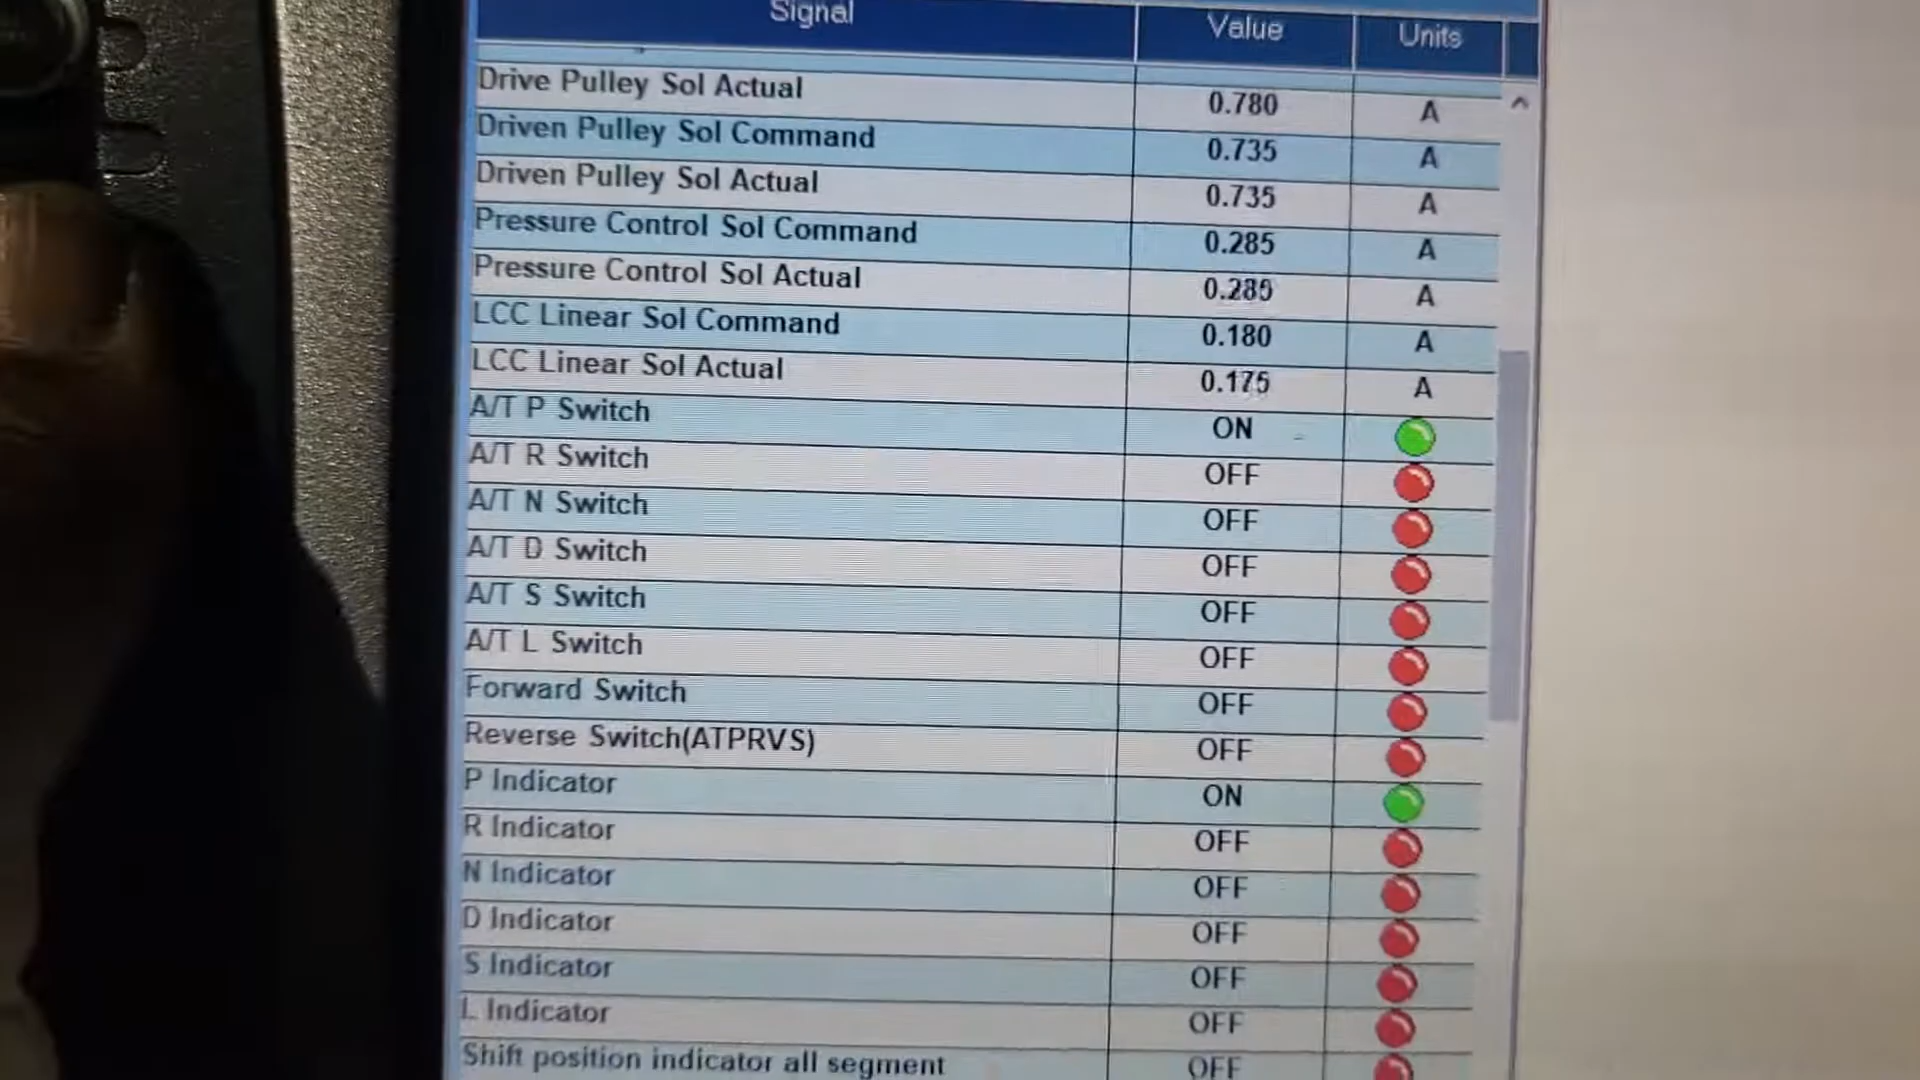 Signal Value Units
Drive Pulley Sol Actual 0.780 A
Driven Pulley Sol Command 0.735 A
Driven Pulley Sol Actual 0.735 A
Pressure Control Sol Command 0.285 A
Pressure Control Sol Actual 0.285 A
LCC Linear Sol Command 0.180 A
LCC Linear Sol Actual 0.175 A
A/T P Switch ON
A/T R Switch OFF
A/T N Switch OFF
A/T D Switch OFF
A/T S Switch OFF
A/T L Switch OFF
Forward Switch OFF
Reverse Switch(ATPRVS) OFF
P Indicator ON
R Indicator OFF
N Indicator OFF
D Indicator OFF
S Indicator OFF
L Indicator OFF
Shift position indicator all segment OFF